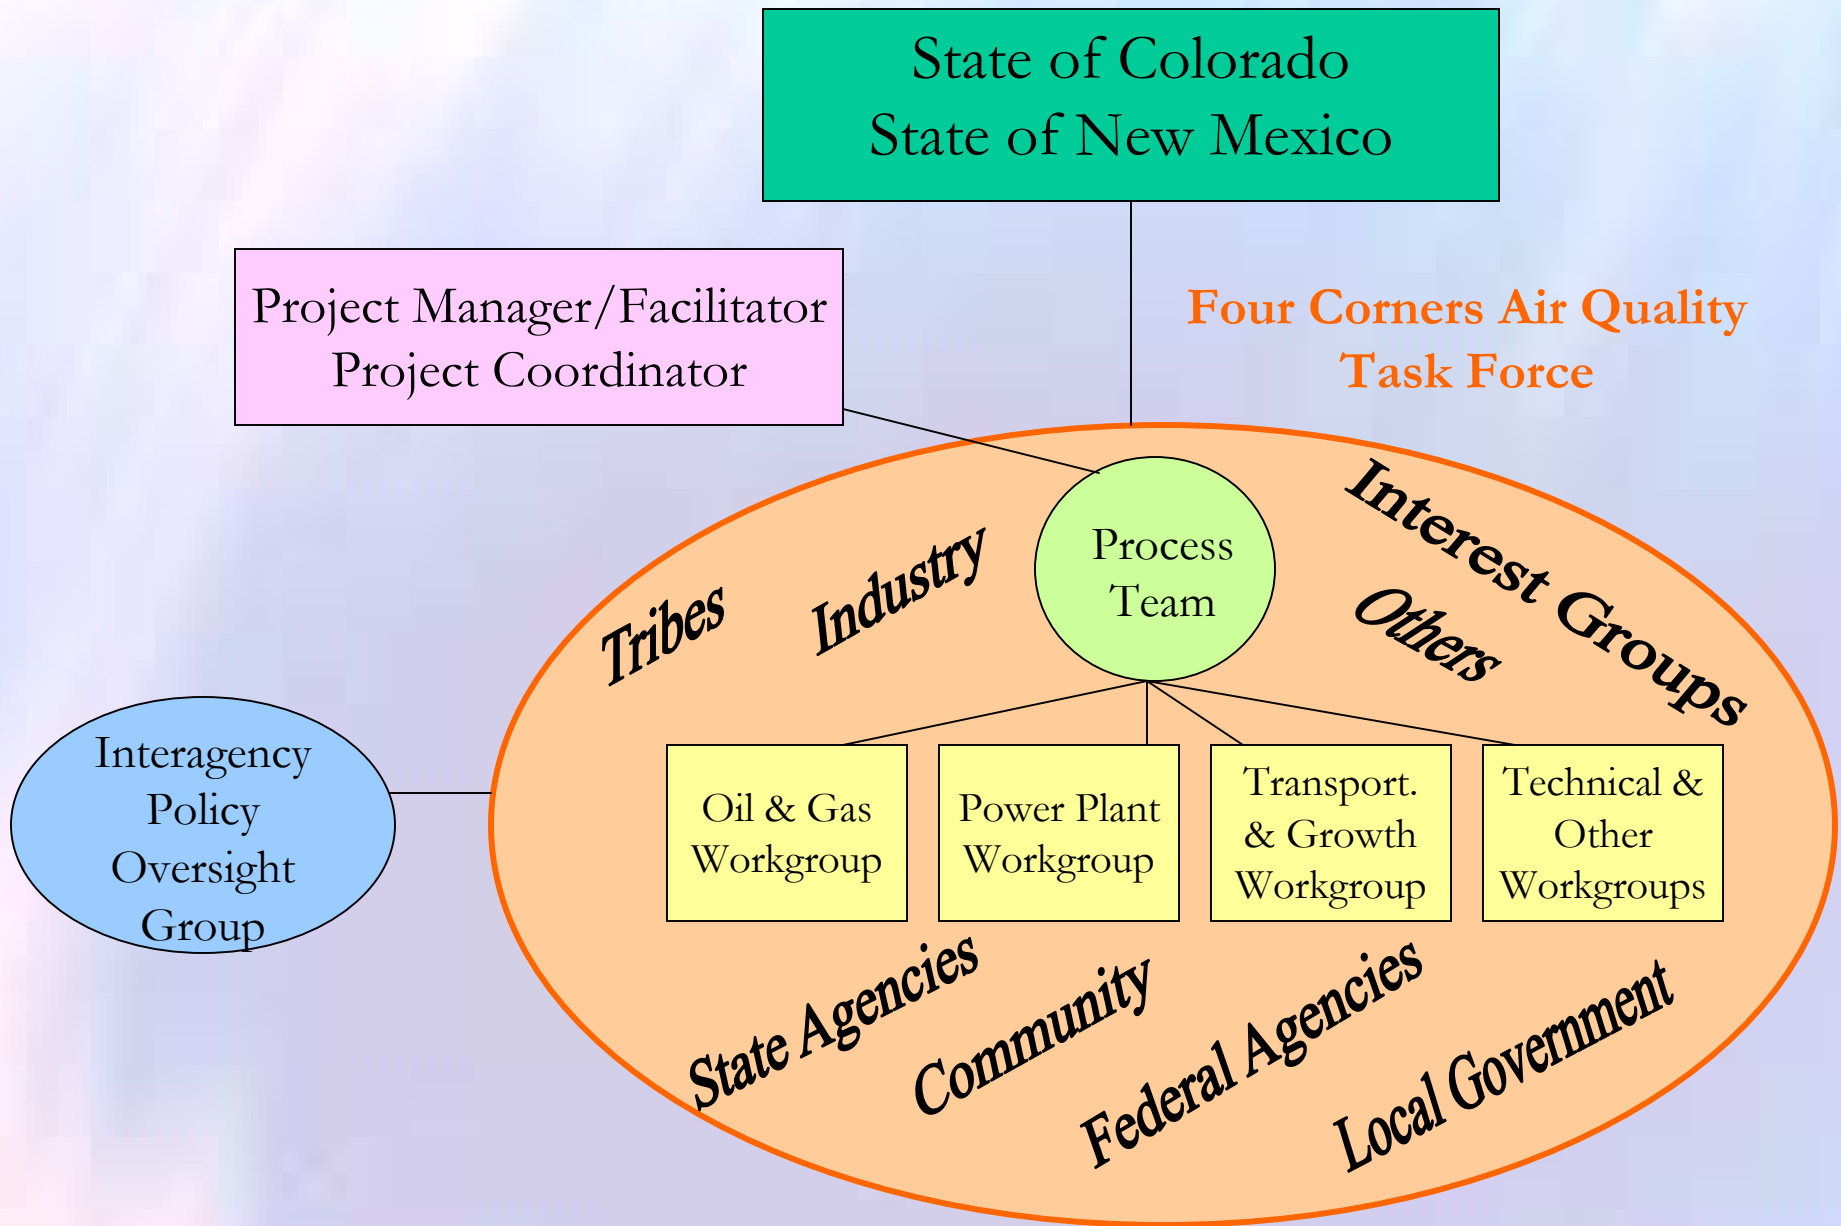 State of Colorado
State of New Mexico
Project Manager/Facilitator
Project Coordinator
Four Corners Air Quality
Task Force
Process
Team
Tribes
Industry
Interest Groups
Others
Interagency
Policy
Oversight
Group
Oil & Gas
Workgroup
Power Plant
Workgroup
Transport.
& Growth
Workgroup
Technical &
Other
Workgroups
State Agencies
Community
Federal Agencies
Local Government